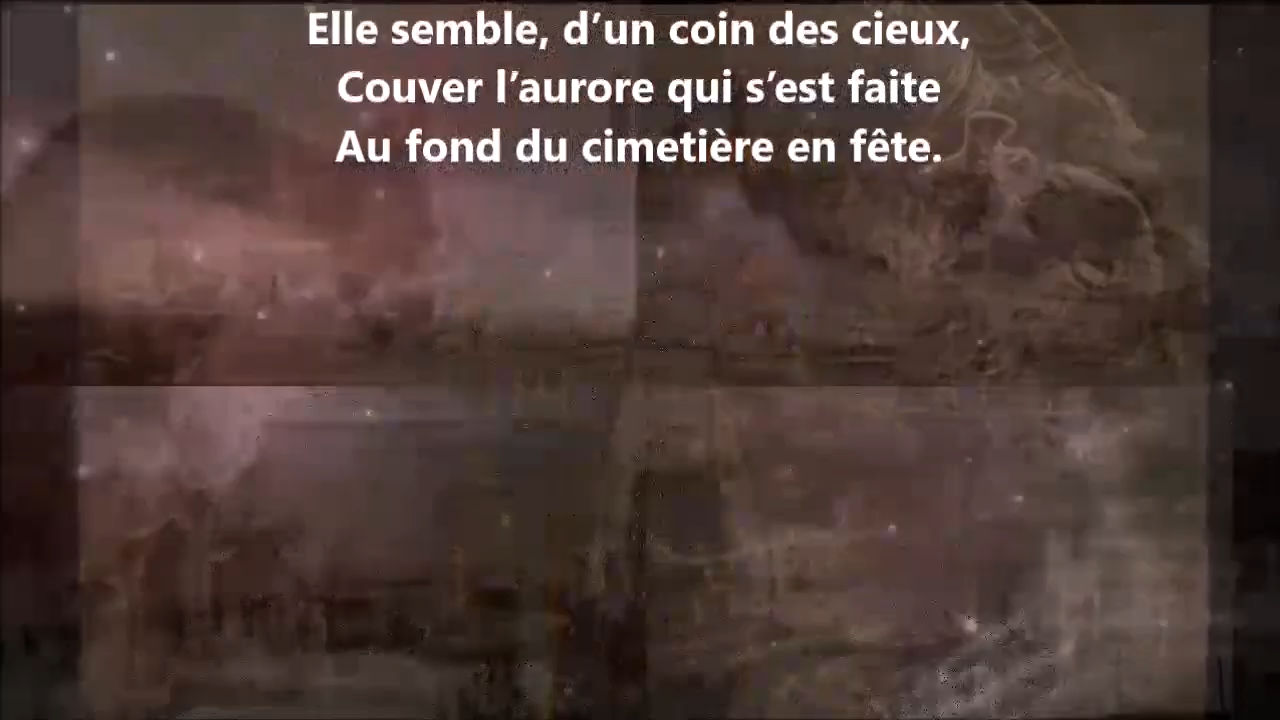 Elle semble, d’un coin des cieux,
Couver l’aurore qui s’est faite
Au fond du cimetière en fête.